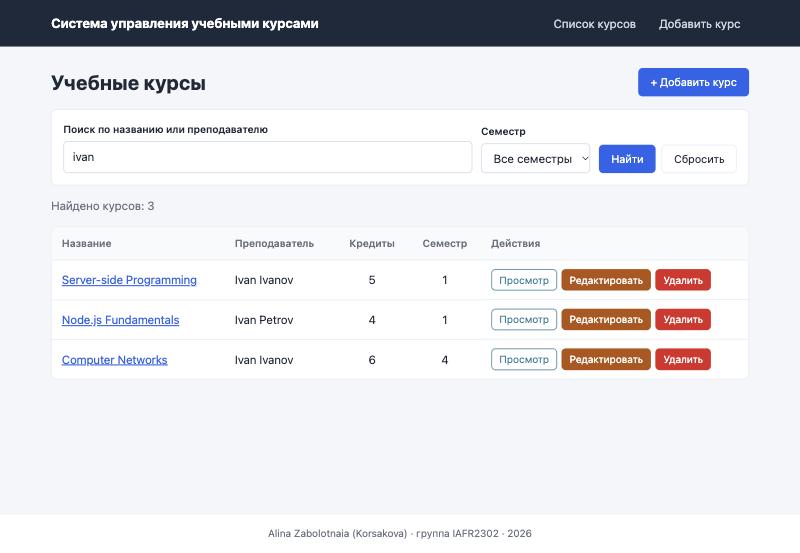 Система управления учебными курсами Список курсов Добавить курс
Учебные курсы + Добавить курс
Поиск по названию или преподавателю Семестр
ivan Все семестры Найти Сбросить
Найдено курсов: 3
Название Преподаватель Кредиты Семестр Действия
Server-side Programming Ivan Ivanov 5 1 Просмотр Редактировать Удалить
Node.js Fundamentals Ivan Petrov 4 1 Просмотр Редактировать Удалить
Computer Networks Ivan Ivanov 6 4 Просмотр Редактировать Удалить
Alina Zabolotnaia (Korsakova) · группа IAFR2302 · 2026